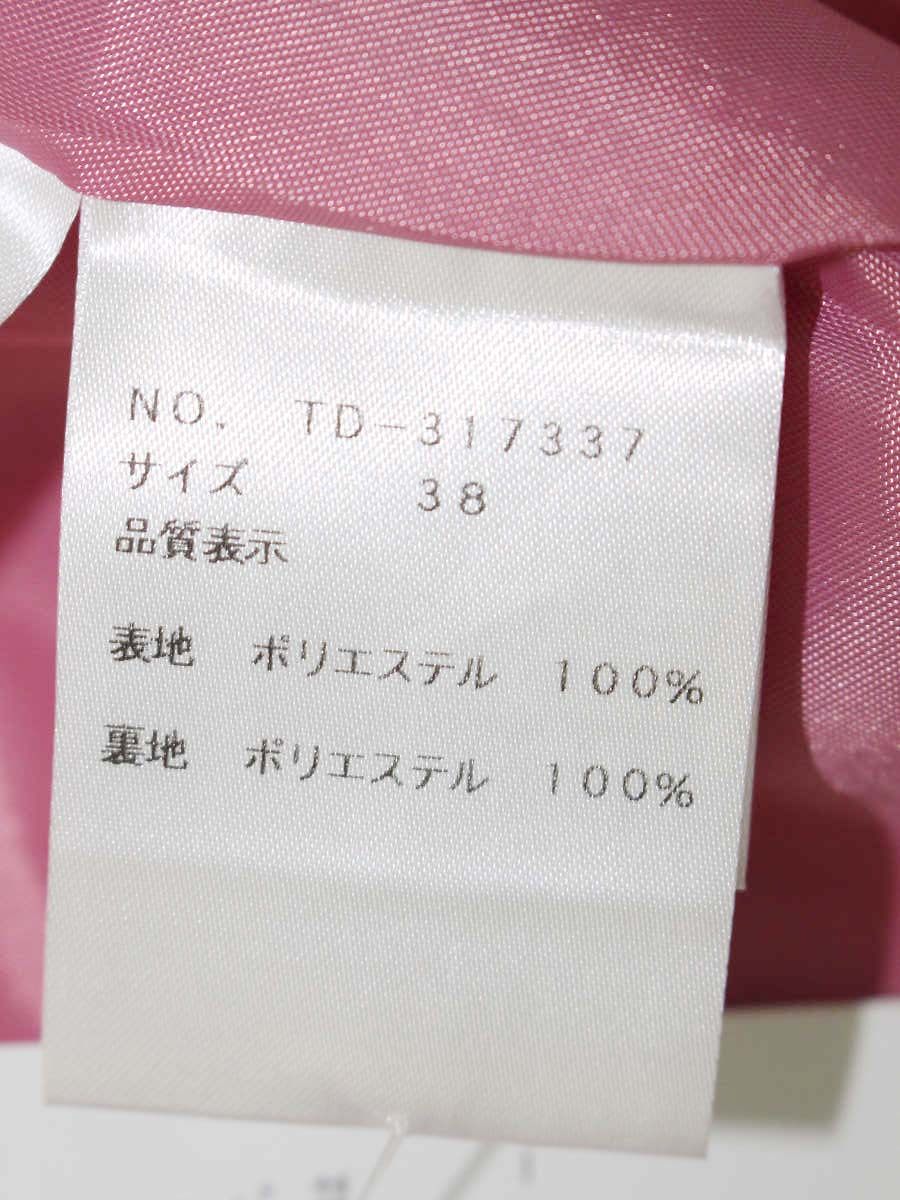 NO. TD-317337
サイズ 38
品質表示
表地 ポリエステル 100%
裏地 ポリエステル 100%